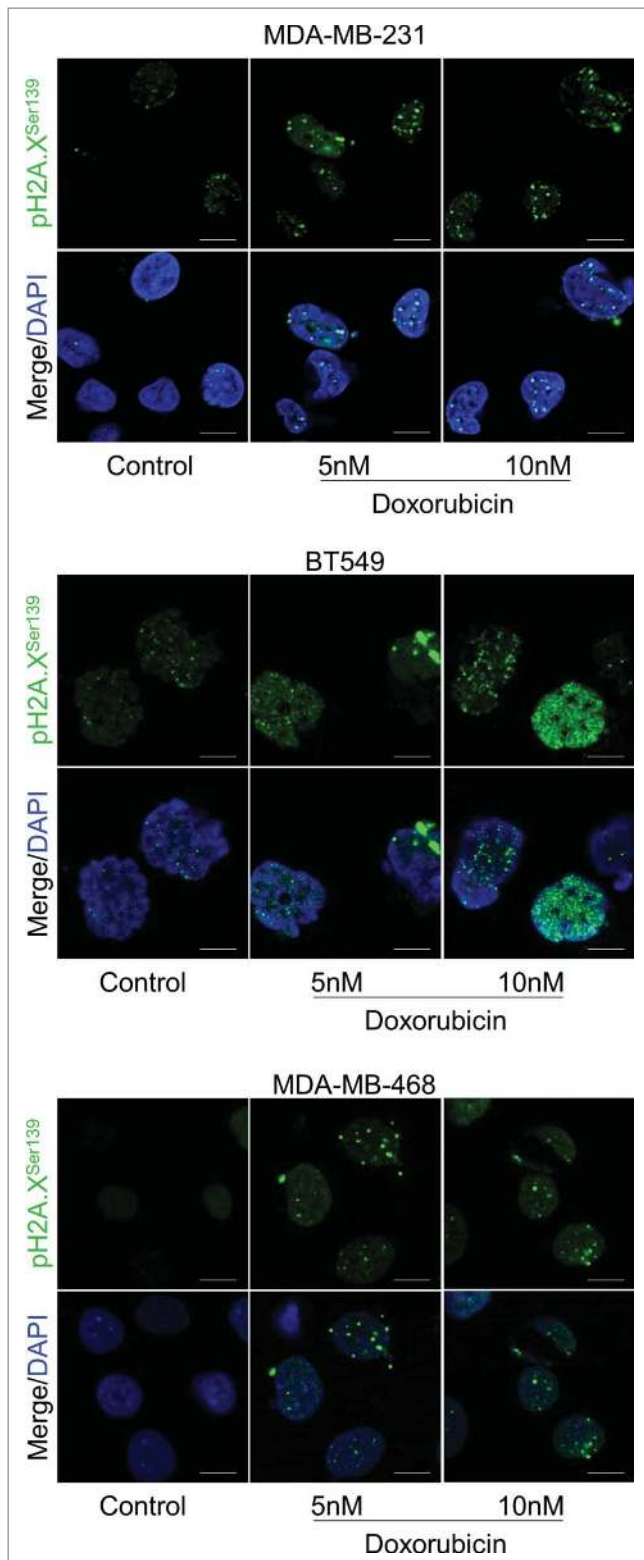 MDA-MB-231
pH2A.XSer139
Merge/DAPI
Control
5nM
10nM
Doxorubicin
BT549
pH2A.XSer139
Merge/DAPI
Control
5nM
10nM
Doxorubicin
MDA-MB-468
pH2A.XSer139
Merge/DAPI
Control
5nM
10nM
Doxorubicin